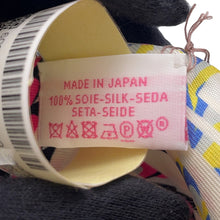 MADE IN JAPAN
100% SOIE-SILK-SEDA
SETA-SEIDE